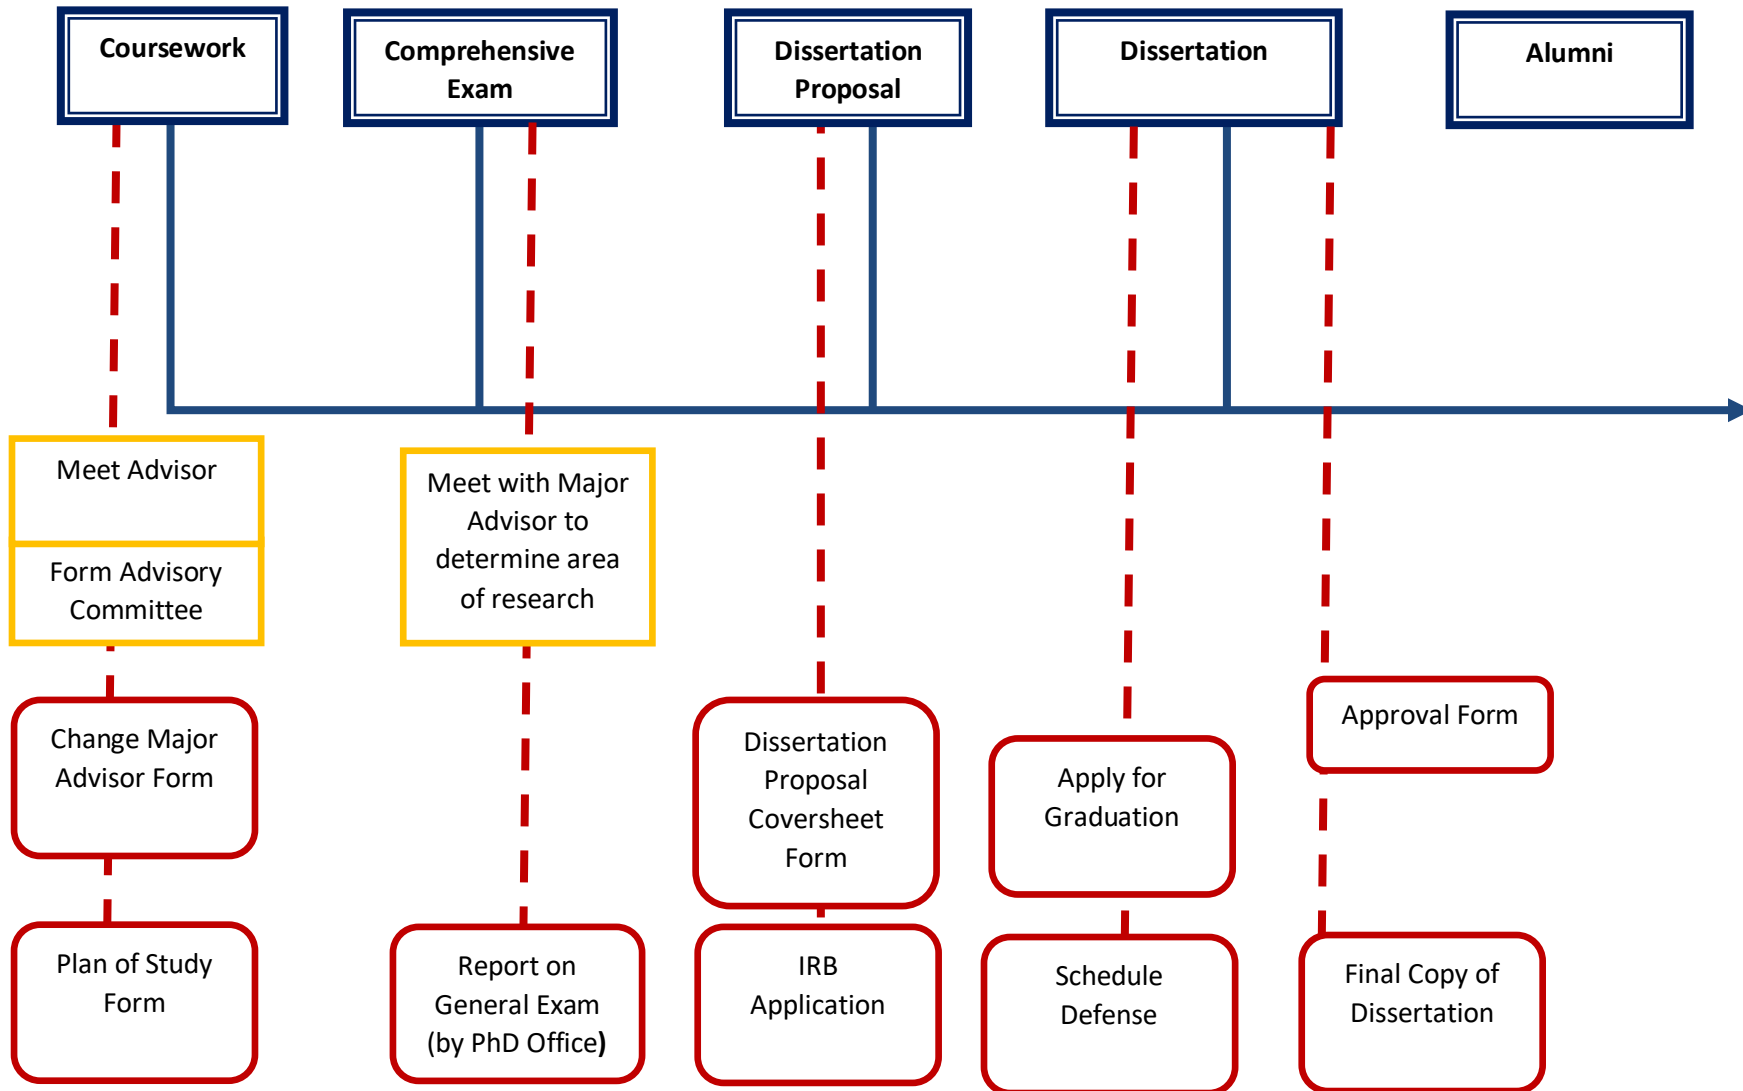 Coursework
Comprehensive
Exam
Dissertation
Proposal
Dissertation
Alumni
Meet Advisor
Form Advisory
Committee
Meet with Major
Advisor to
determine area
of research
Change Major
Advisor Form
Dissertation
Proposal
Coversheet
Form
Apply for
Graduation
Approval Form
Plan of Study
Form
Report on
General Exam
(by PhD Office)
IRB
Application
Schedule
Defense
Final Copy of
Dissertation